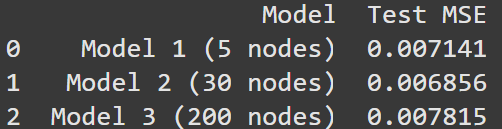 Model Test MSE
0 Model 1 (5 nodes) 0.007141
1 Model 2 (30 nodes) 0.006856
2 Model 3 (200 nodes) 0.007815